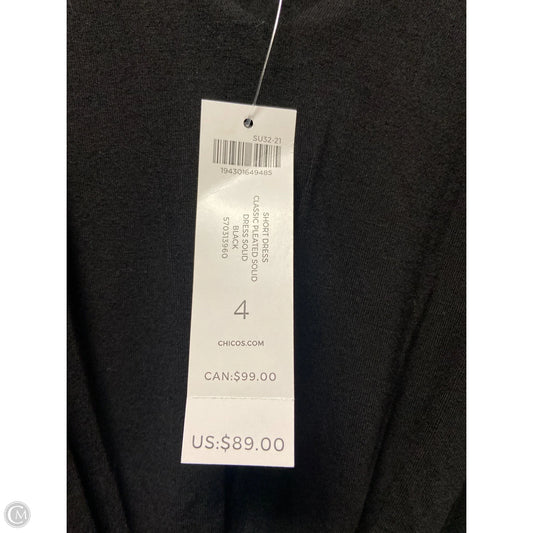 SU32-21
194301649485
SHORT DRESS
CLASSIC PLEATED SOLID
DRESS SOLID
BLACK
570313960
4
CHICOS.COM
CAN:$99.00
US:$89.00
CM